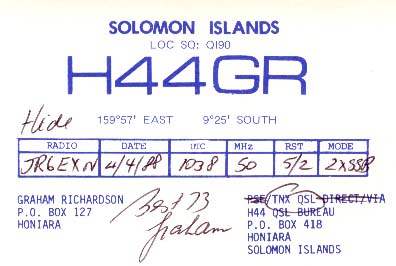 SOLOMON ISLANDS
LOC SQ: QI90
H44GR
Hide
159°57' EAST 9°25' SOUTH
RADIO DATE UTC MHz RST MODE
JR6EXN 4/4/88 1038 50 5/2 2XSSB
GRAHAM RICHARDSON
P.O. BOX 127
HONIARA
Best 73
Graham
PSE/TNX QSL DIRECT/VIA
H44 QSL BUREAU
P.O. BOX 418
HONIARA
SOLOMON ISLANDS